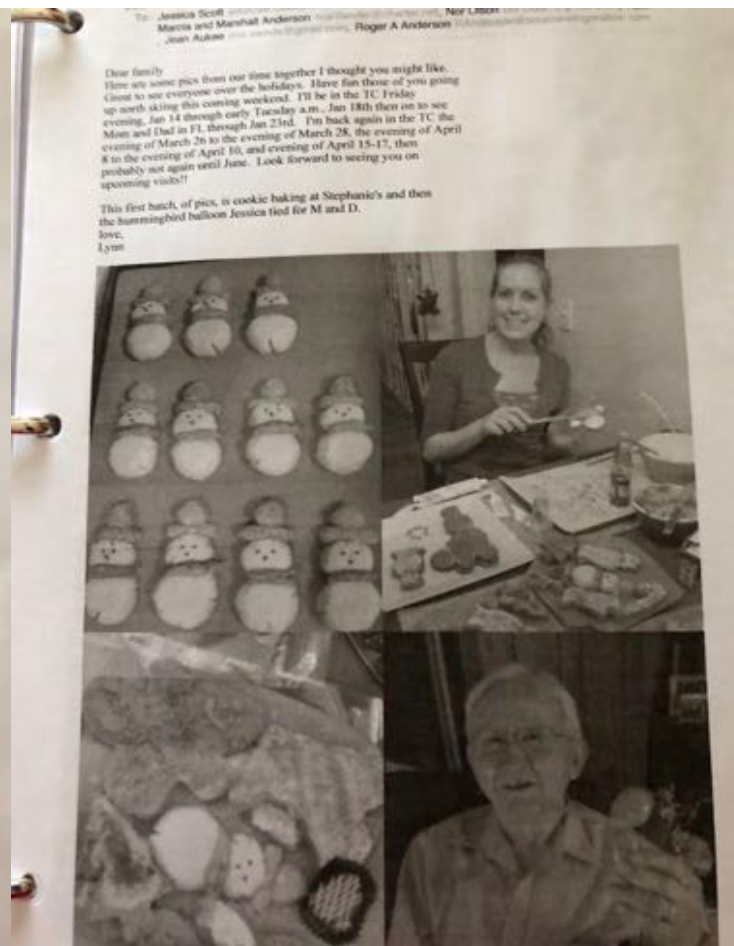 To: Jessica Scott
Marcia and Marshall Anderson
Roger A Anderson
Dear family
Here are some pics from our time together I thought you might like.
Great to see everyone over the holidays. Have fun those of you going
up north skiing this coming weekend. I'll be in the TC Friday
evening, Jan 14 through early Tuesday a.m., Jan 18th then on to see
Mom and Dad in FL through Jan 23rd. I'm back again in the TC the
evening of March 26 to the evening of March 28, the evening of April
8 to the evening of April 10, and evening of April 15-17, then
probably not again until June. Look forward to seeing you on
upcoming visits!!
This first batch, of pics, is cookie baking at Stephanie's and then
the hummingbird balloon Jessica tied for M and D.
love,
Lynn